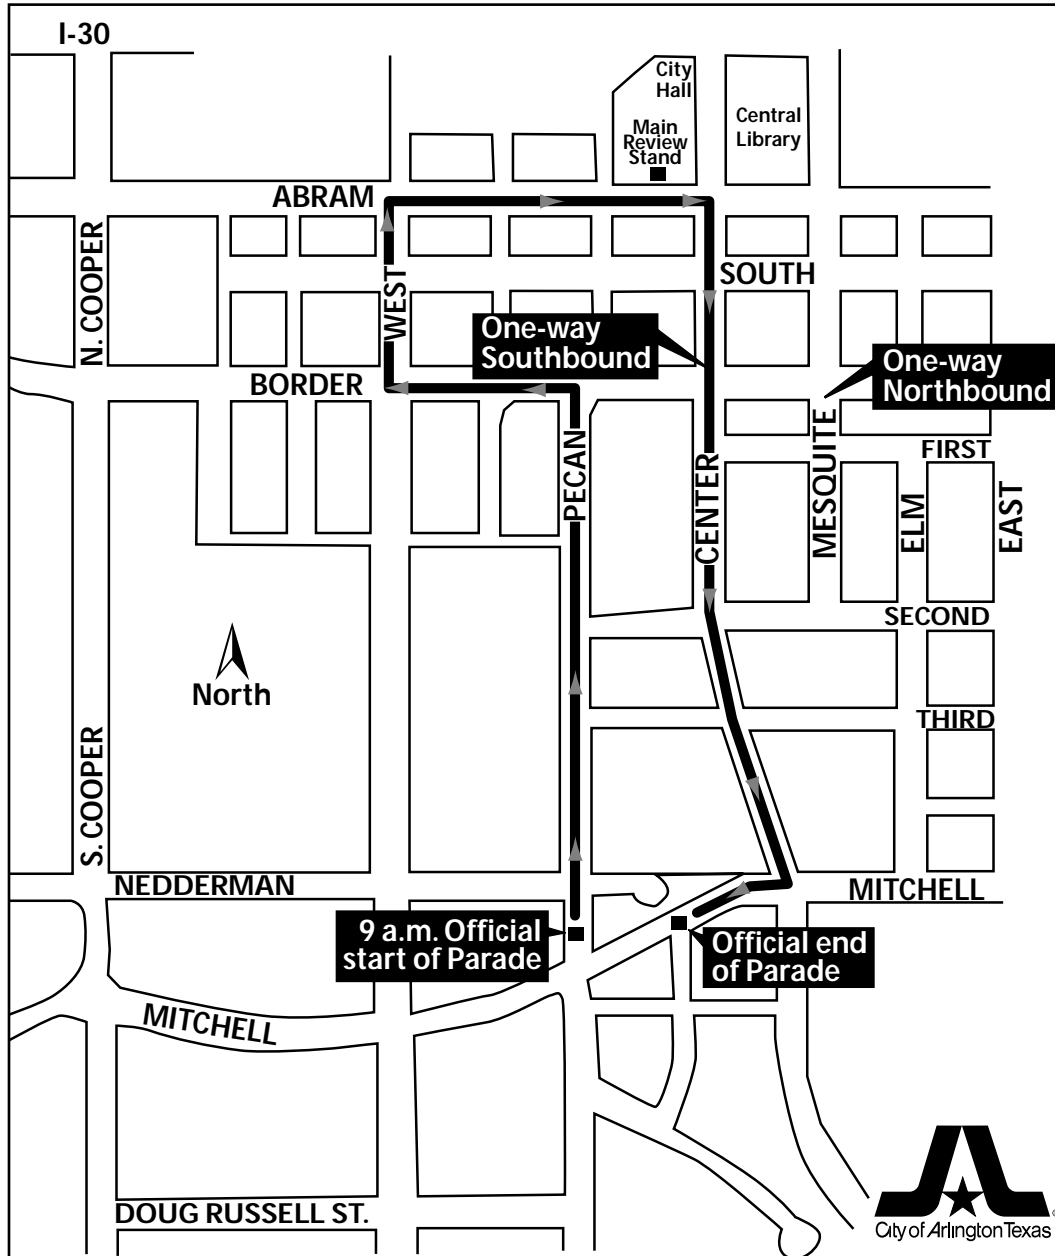 I-30
City
Hall
Main
Review
Stand
Central
Library
ABRAM
N. COOPER
WEST
SOUTH
One-way
Southbound
One-way
Northbound
BORDER
PECAN
CENTER
MESQUITE
FIRST
ELM
EAST
SECOND
North
THIRD
S. COOPER
NEDDERMAN
MITCHELL
9 a.m. Official
start of Parade
Official end
of Parade
MITCHELL
DOUG RUSSELL ST.
City of Arlington Texas